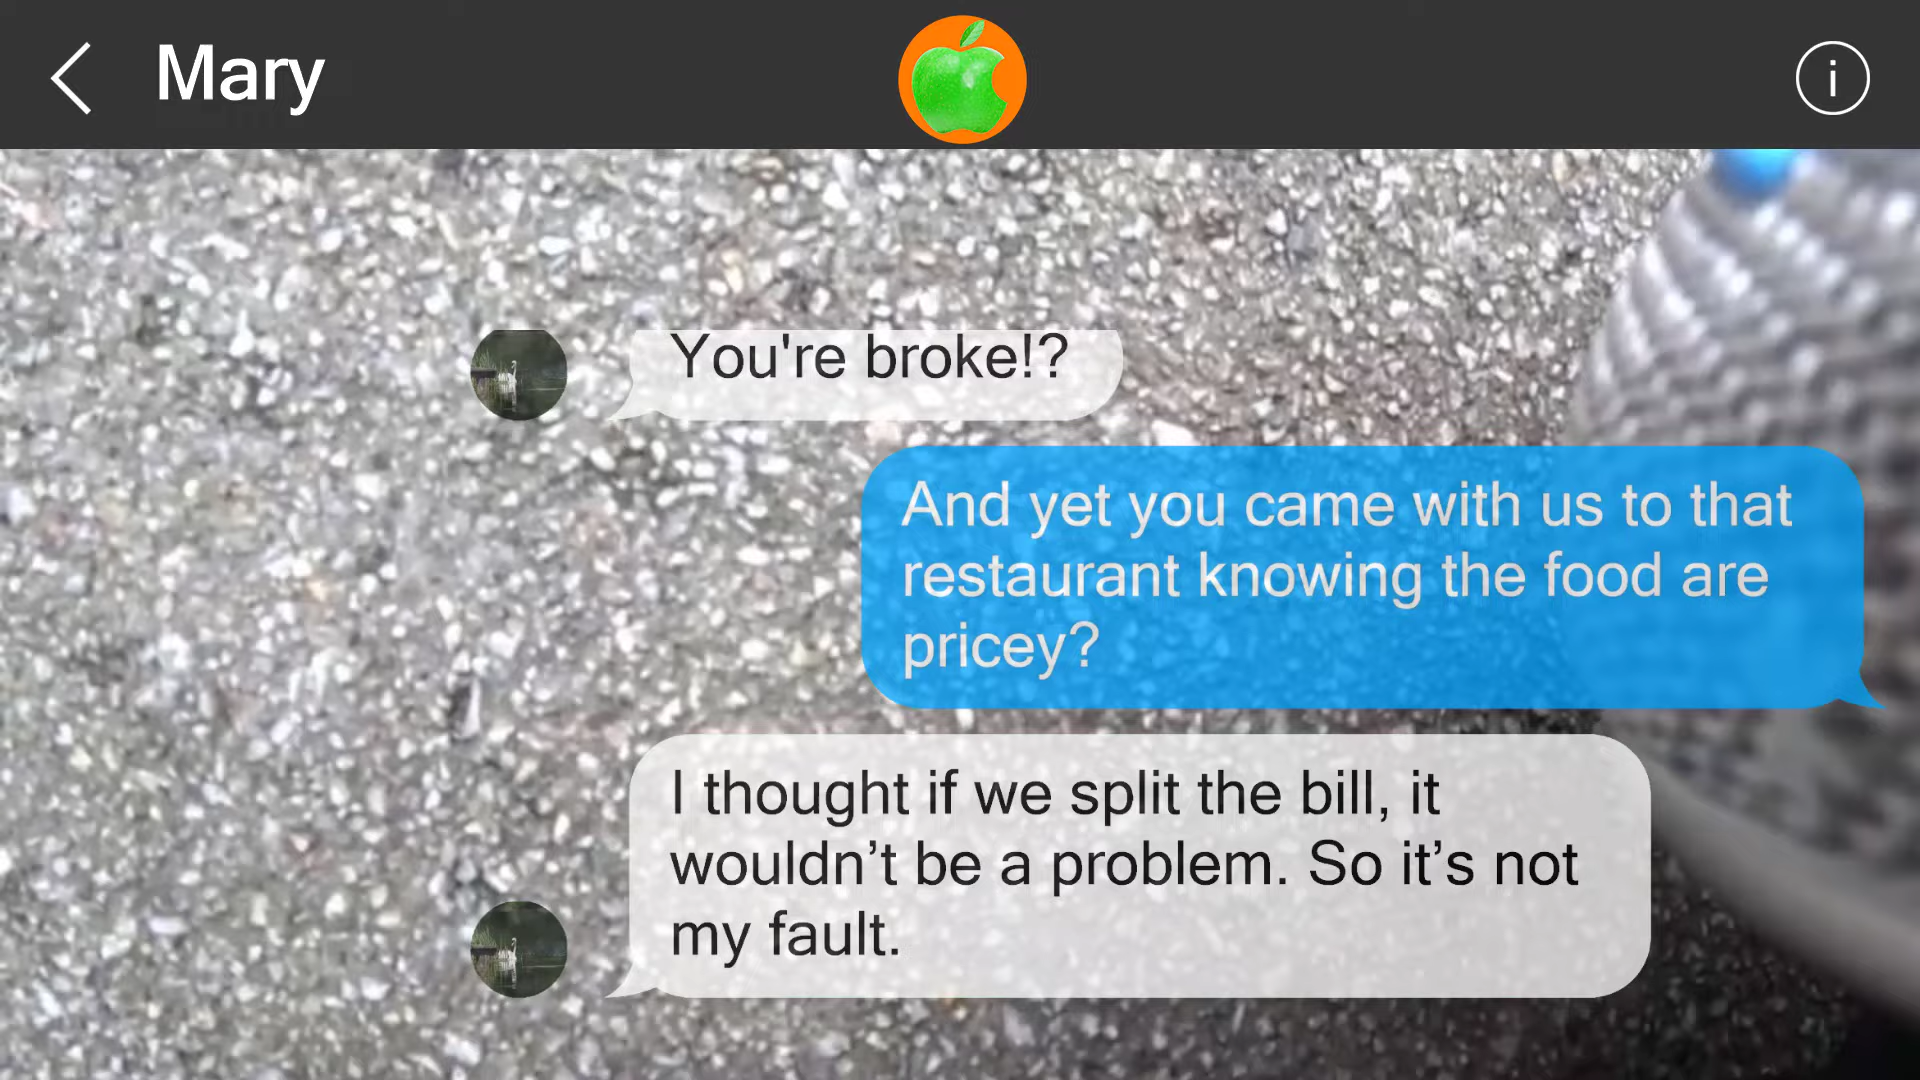 Mary
i
You're broke!?
And yet you came with us to that
restaurant knowing the food are
pricey?
I thought if we split the bill, it
wouldn’t be a problem. So it’s not
my fault.